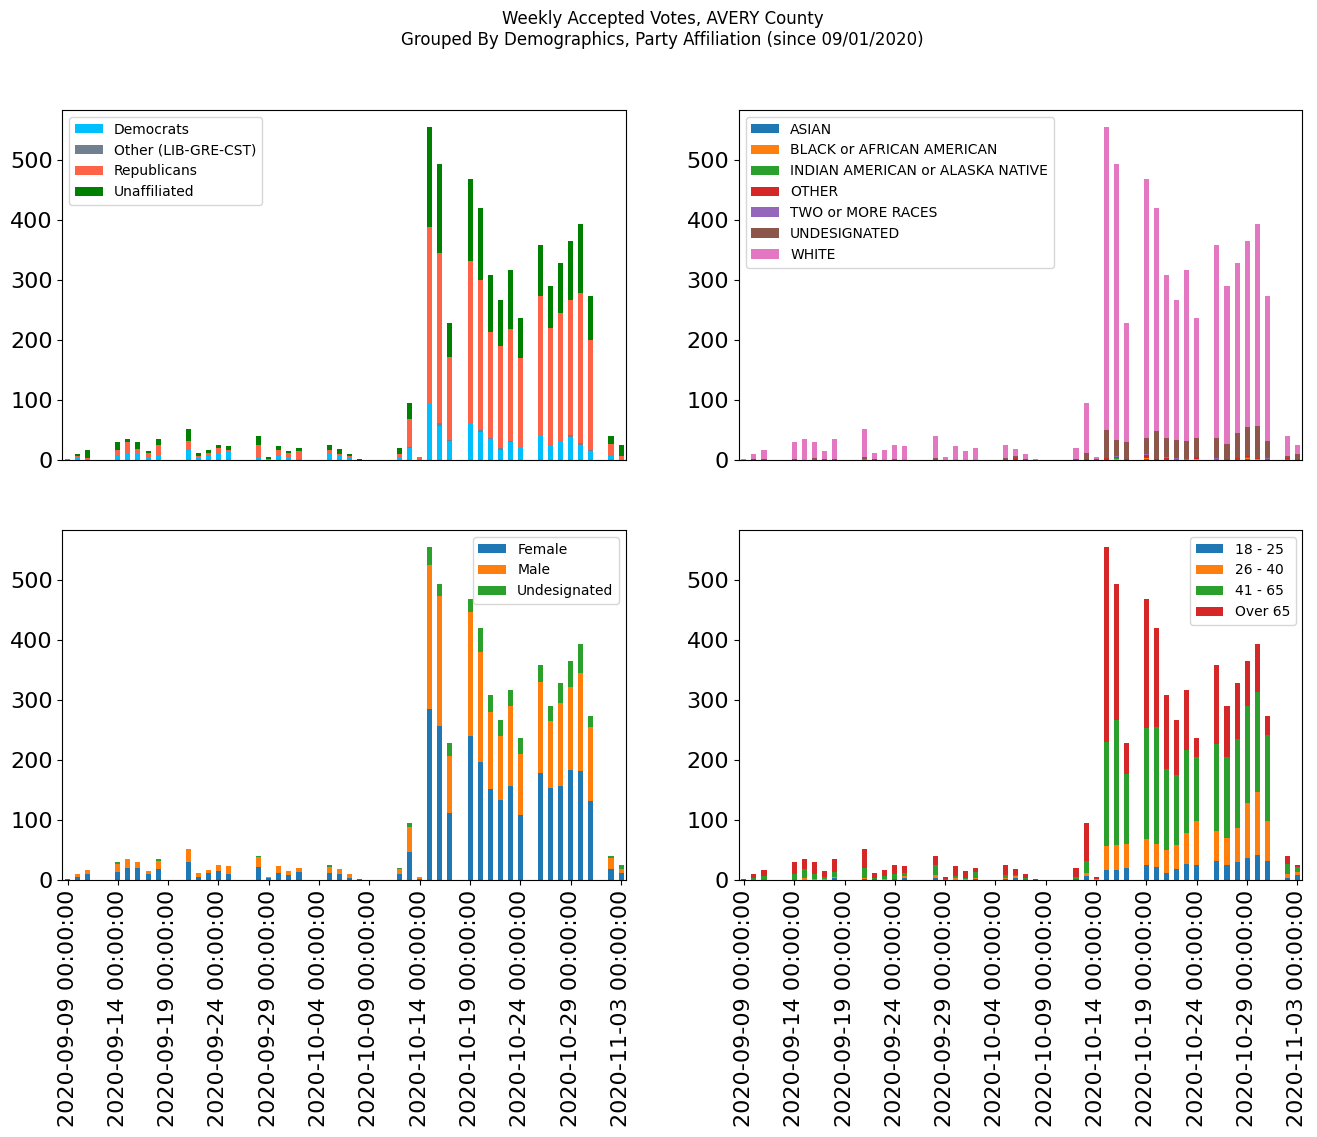 Weekly Accepted Votes, AVERY County
Grouped By Demographics, Party Affiliation (since 09/01/2020)
Democrats
Other (LIB-GRE-CST)
Republicans
Unaffiliated
500
400
300
200
100
0
ASIAN
BLACK or AFRICAN AMERICAN
INDIAN AMERICAN or ALASKA NATIVE
OTHER
TWO or MORE RACES
UNDESIGNATED
WHITE
500
400
300
200
100
0
Female
Male
Undesignated
500
400
300
200
100
0
2020-09-09 00:00:00
2020-09-14 00:00:00
2020-09-19 00:00:00
2020-09-24 00:00:00
2020-09-29 00:00:00
2020-10-04 00:00:00
2020-10-09 00:00:00
2020-10-14 00:00:00
2020-10-19 00:00:00
2020-10-24 00:00:00
2020-10-29 00:00:00
2020-11-03 00:00:00
18 - 25
26 - 40
41 - 65
Over 65
500
400
300
200
100
0
2020-09-09 00:00:00
2020-09-14 00:00:00
2020-09-19 00:00:00
2020-09-24 00:00:00
2020-09-29 00:00:00
2020-10-04 00:00:00
2020-10-09 00:00:00
2020-10-14 00:00:00
2020-10-19 00:00:00
2020-10-24 00:00:00
2020-10-29 00:00:00
2020-11-03 00:00:00